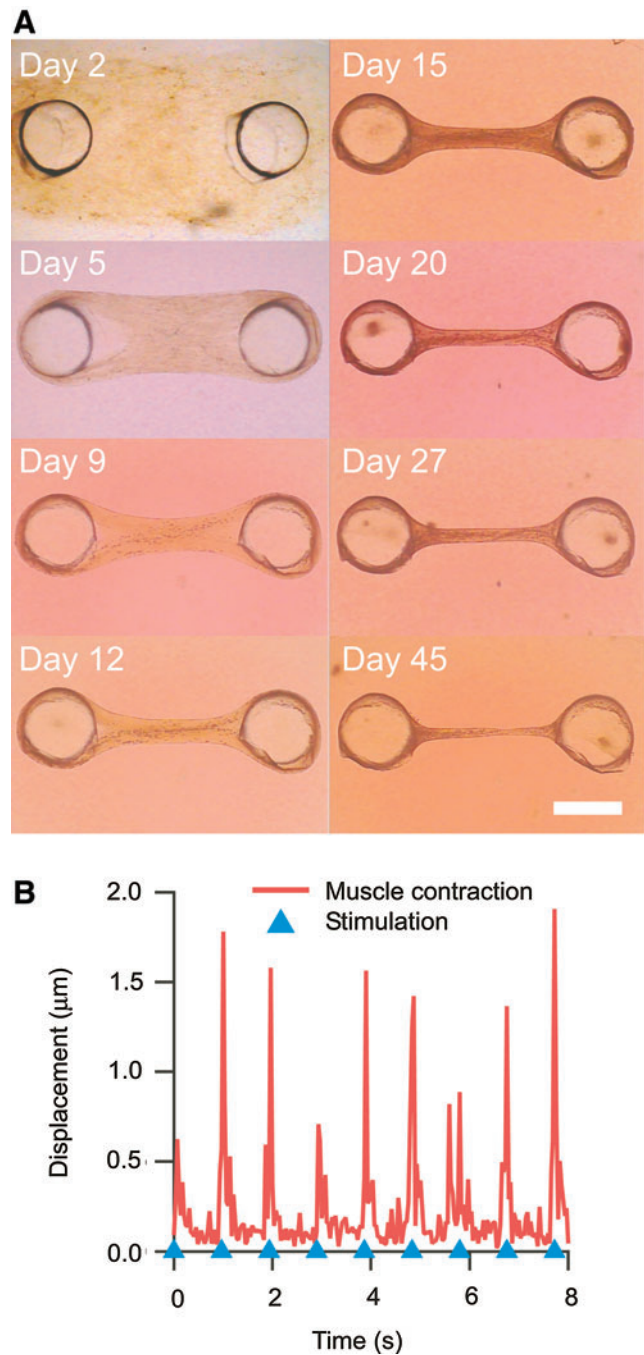 A
Day 2
Day 15
Day 5
Day 20
Day 9
Day 27
Day 12
Day 45
B
Muscle contraction
Stimulation
Displacement (μm)
2.0
1.5
1.0
0.5
0.0
0 2 4 6 8
Time (s)